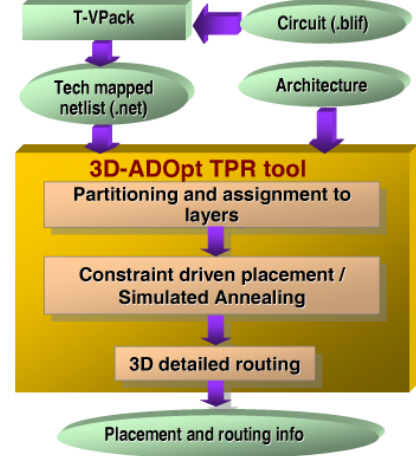 T-VPack
Circuit (.blif)
Tech mapped
netlist (.net)
Architecture
3D-ADOpt TPR tool
Partitioning and assignment to
layers
Constraint driven placement /
Simulated Annealing
3D detailed routing
Placement and routing info